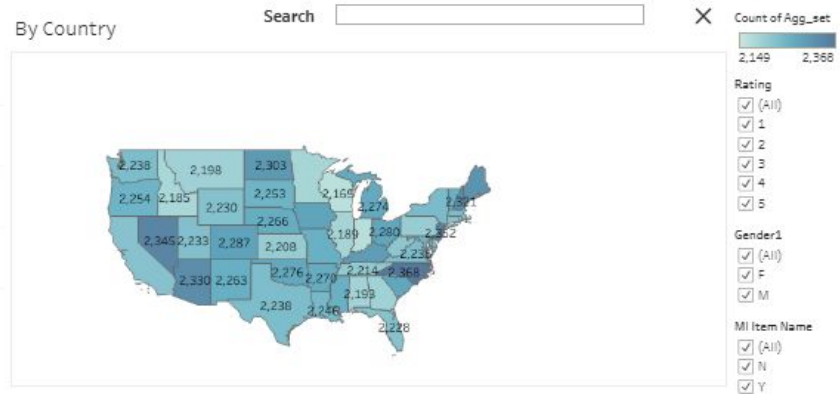 Search
By Country
2,238
2,198
2,303
2,254
2,185
2,230
2,253
2,169
2,274
2,321
2,266
2,345
2,233
2,287
2,208
2,189
2,280
2,330
2,263
2,276
2,270
2,214
2,368
2,193
2,238
2,246
2,228
Count of Agg_set
2,149
2,368
Rating
(All)
1
2
3
4
5
Gender1
(All)
F
M
MI Item Name
(All)
N
Y